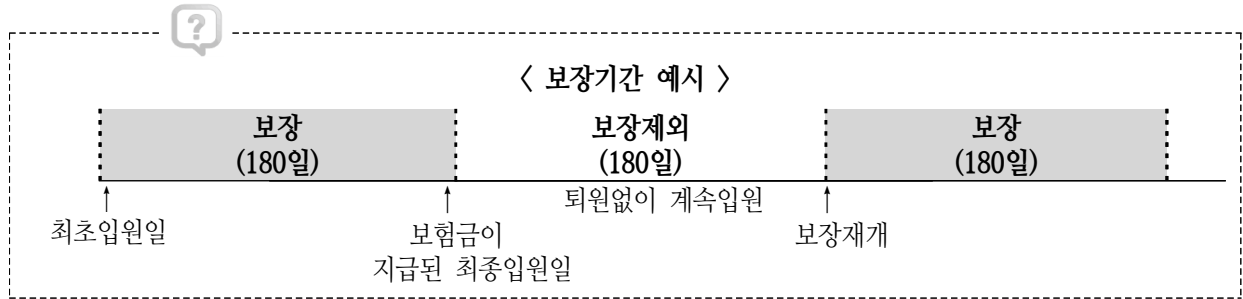 ?
〈 보장기간 예시 〉
보장 보장제외 보장
(180일) (180일) (180일)
퇴원없이 계속입원
최초입원일 보험금이 보장재개
지급된 최종입원일